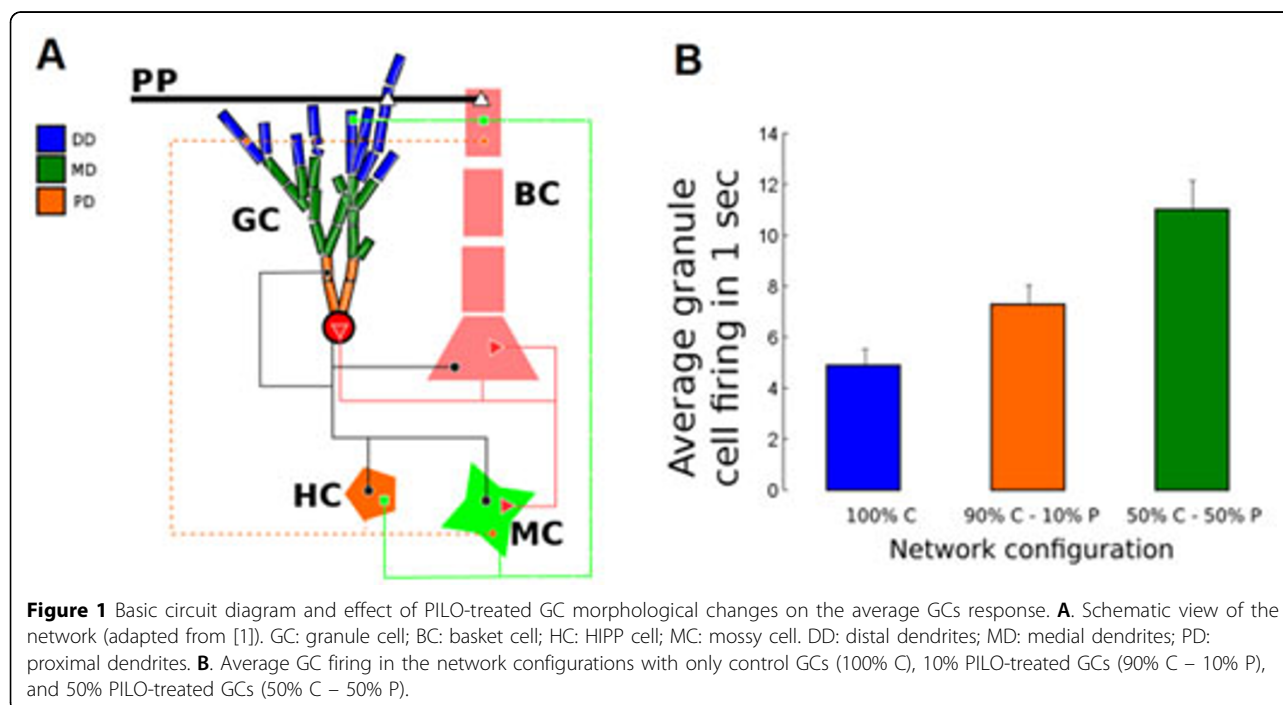 A
PP
DD
MD
PD
GC
BC
HC
MC
B
Average granule
cell firing in 1 sec
14
12
10
8
6
4
2
0
100% C
90% C - 10% P
50% C - 50% P
Network configuration
Figure 1 Basic circuit diagram and effect of PILO-treated GC morphological changes on the average GCs response. A. Schematic view of the
network (adapted from [1]). GC: granule cell; BC: basket cell; HC: HIPP cell; MC: mossy cell. DD: distal dendrites; MD: medial dendrites; PD:
proximal dendrites. B. Average GC firing in the network configurations with only control GCs (100% C), 10% PILO-treated GCs (90% C – 10% P),
and 50% PILO-treated GCs (50% C – 50% P).